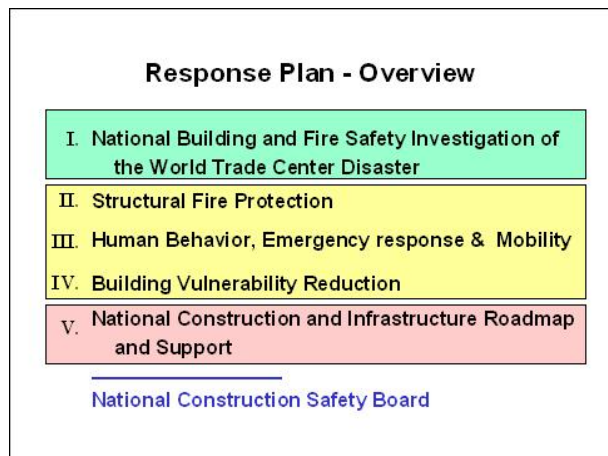 Response Plan - Overview
I. National Building and Fire Safety Investigation of
the World Trade Center Disaster
II. Structural Fire Protection
III. Human Behavior, Emergency response & Mobility
IV. Building Vulnerability Reduction
V. National Construction and Infrastructure Roadmap
and Support
National Construction Safety Board